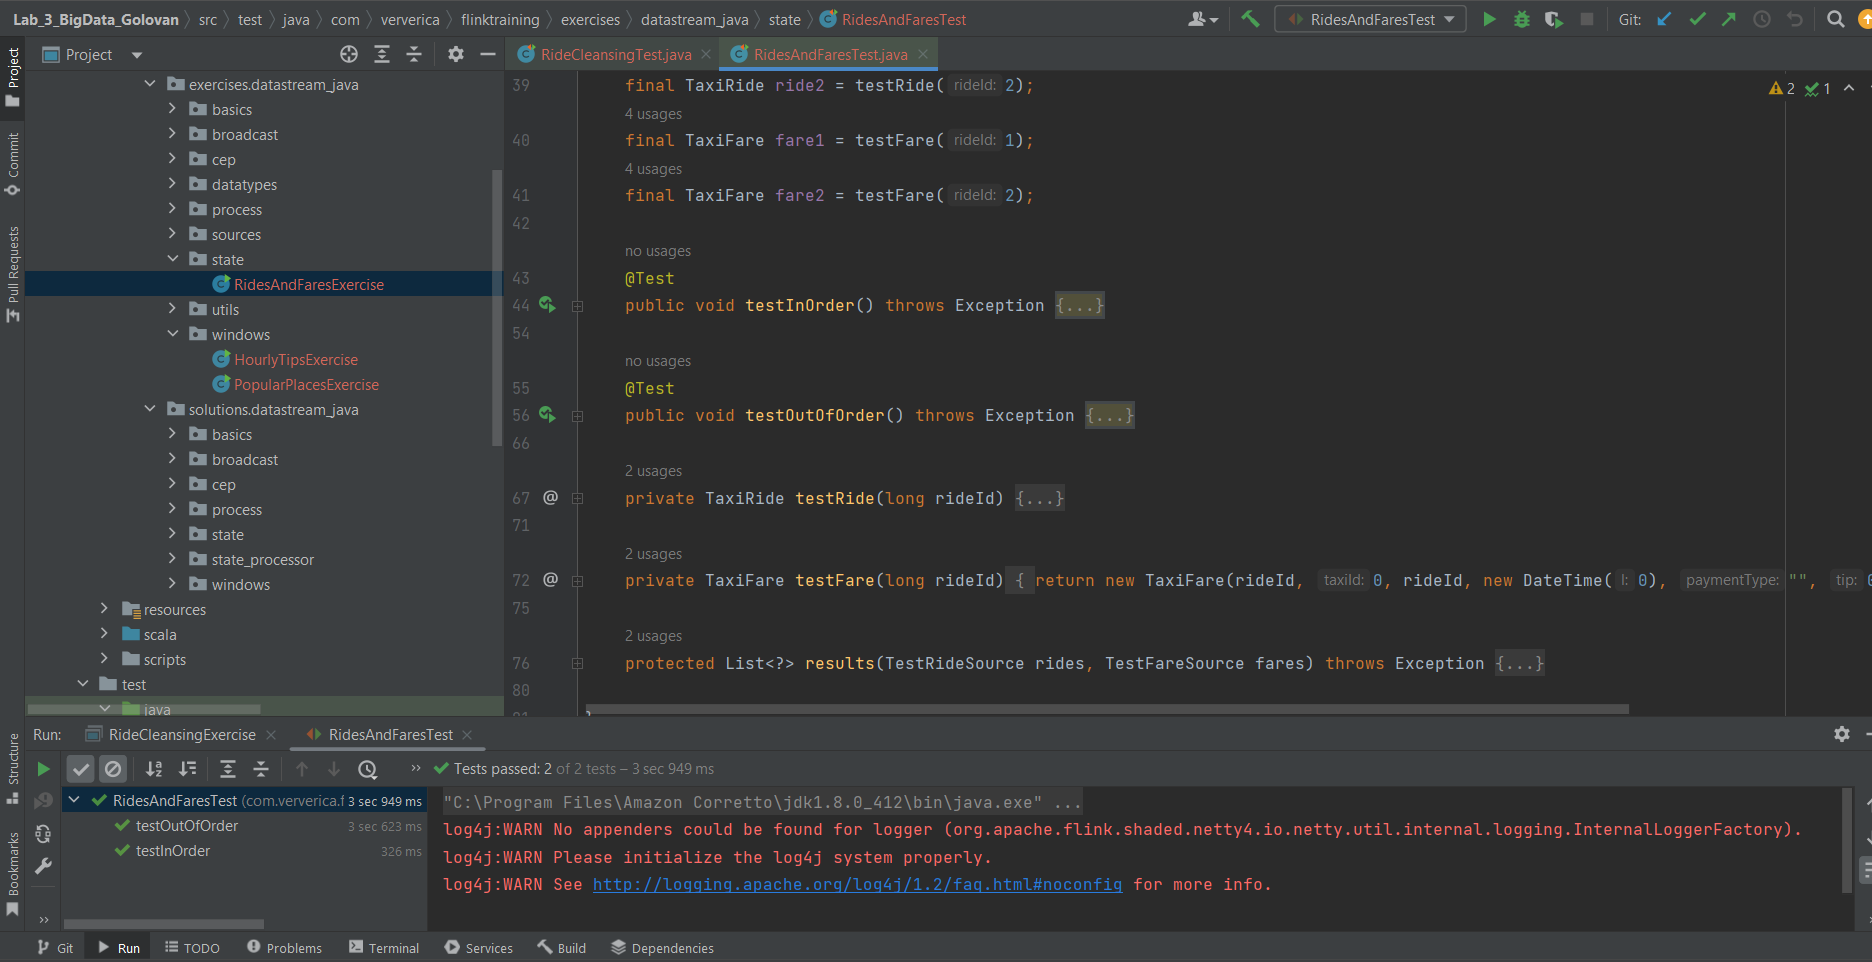 Lab_3_BigData_Golovan > src > test > java > com > ververica > flinktraining > exercises > datastream_java > state > RidesAndFaresTest
RidesAndFaresTest
Git:
Project
RideCleansingTest.java
RidesAndFaresTest.java
Project
Commit
Pull Requests
Structure
Bookmarks
exercises.datastream_java
basics
broadcast
cep
datatypes
process
sources
state
RidesAndFaresExercise
utils
windows
HourlyTipsExercise
PopularPlacesExercise
solutions.datastream_java
basics
broadcast
cep
process
state
state_processor
windows
resources
scala
scripts
test
java
2 1
39 final TaxiRide ride2 = testRide( rideId: 2);
4 usages
40 final TaxiFare fare1 = testFare( rideId: 1);
4 usages
41 final TaxiFare fare2 = testFare( rideId: 2);
42
no usages
43 @Test
44 public void testInOrder() throws Exception {...}
54
no usages
55 @Test
56 public void testOutOfOrder() throws Exception {...}
66
2 usages
67 @ private TaxiRide testRide(long rideId) {...}
71
2 usages
72 @ private TaxiFare testFare(long rideId) { return new TaxiFare(rideId, taxiId: 0, rideId, new DateTime( l: 0), paymentType: "", tip: 0
75
2 usages
76 protected List<?> results(TestRideSource rides, TestFareSource fares) throws Exception {...}
80
Run:
RideCleansingExercise
RidesAndFaresTest
Tests passed: 2 of 2 tests – 3 sec 949 ms
RidesAndFaresTest (com.ververica.f 3 sec 949 ms
testOutOfOrder 3 sec 623 ms
testInOrder 326 ms
"C:\Program Files\Amazon Corretto\jdk1.8.0_412\bin\java.exe" ...
log4j:WARN No appenders could be found for logger (org.apache.flink.shaded.netty4.io.netty.util.internal.logging.InternalLoggerFactory).
log4j:WARN Please initialize the log4j system properly.
log4j:WARN See http://logging.apache.org/log4j/1.2/faq.html#noconfig for more info.
Git
Run
TODO
Problems
Terminal
Services
Build
Dependencies